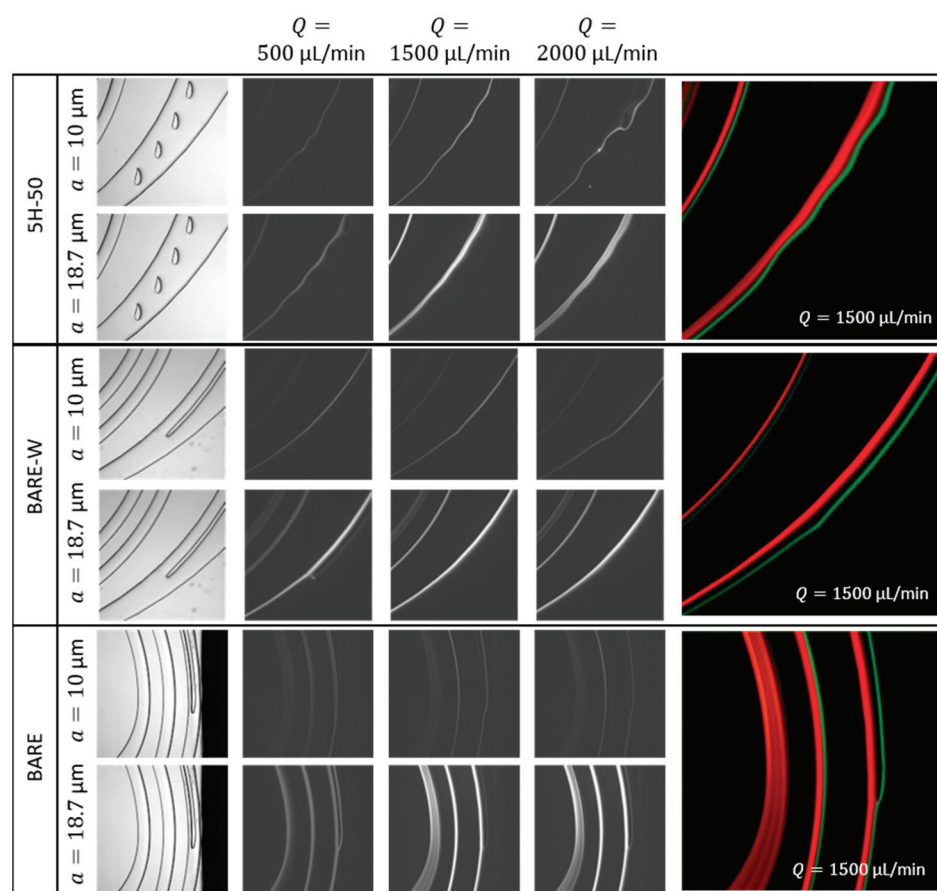 Q =
500 μL/min
Q =
1500 μL/min
Q =
2000 μL/min
5H-50
a = 10 μm
a = 18.7 μm
Q = 1500 μL/min
BARE-W
a = 10 μm
a = 18.7 μm
Q = 1500 μL/min
BARE
a = 10 μm
a = 18.7 μm
Q = 1500 μL/min